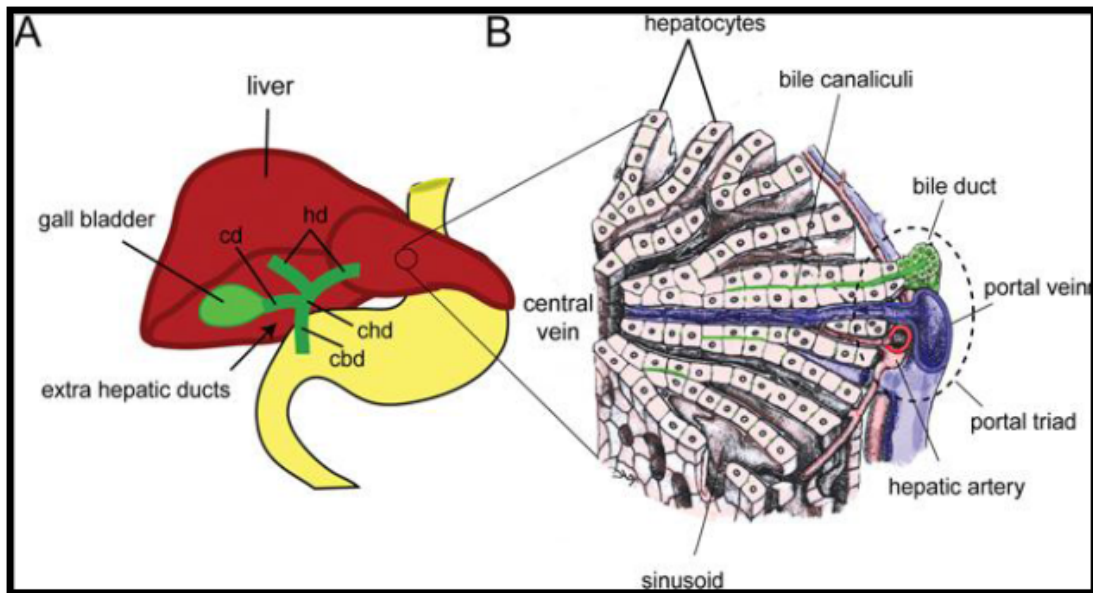 A
liver
gall bladder
cd
hd
chd
cbd
extra hepatic ducts
B
hepatocytes
bile canaliculi
bile duct
central
vein
portal vein
portal triad
hepatic artery
sinusoid